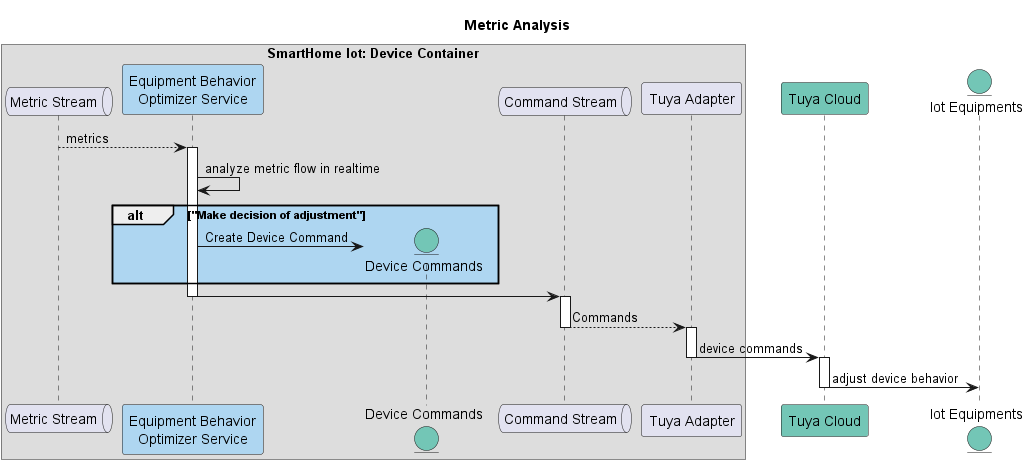 Metric Analysis
SmartHome Iot: Device Container
Metric Stream
Equipment Behavior
Optimizer Service
Command Stream
Tuya Adapter
Tuya Cloud
Iot Equipments
metrics
analyze metric flow in realtime
alt
["Make decision of adjustment"]
Create Device Command
Device Commands
Commands
device commands
adjust device behavior
Metric Stream
Equipment Behavior
Optimizer Service
Device Commands
Command Stream
Tuya Adapter
Tuya Cloud
Iot Equipments